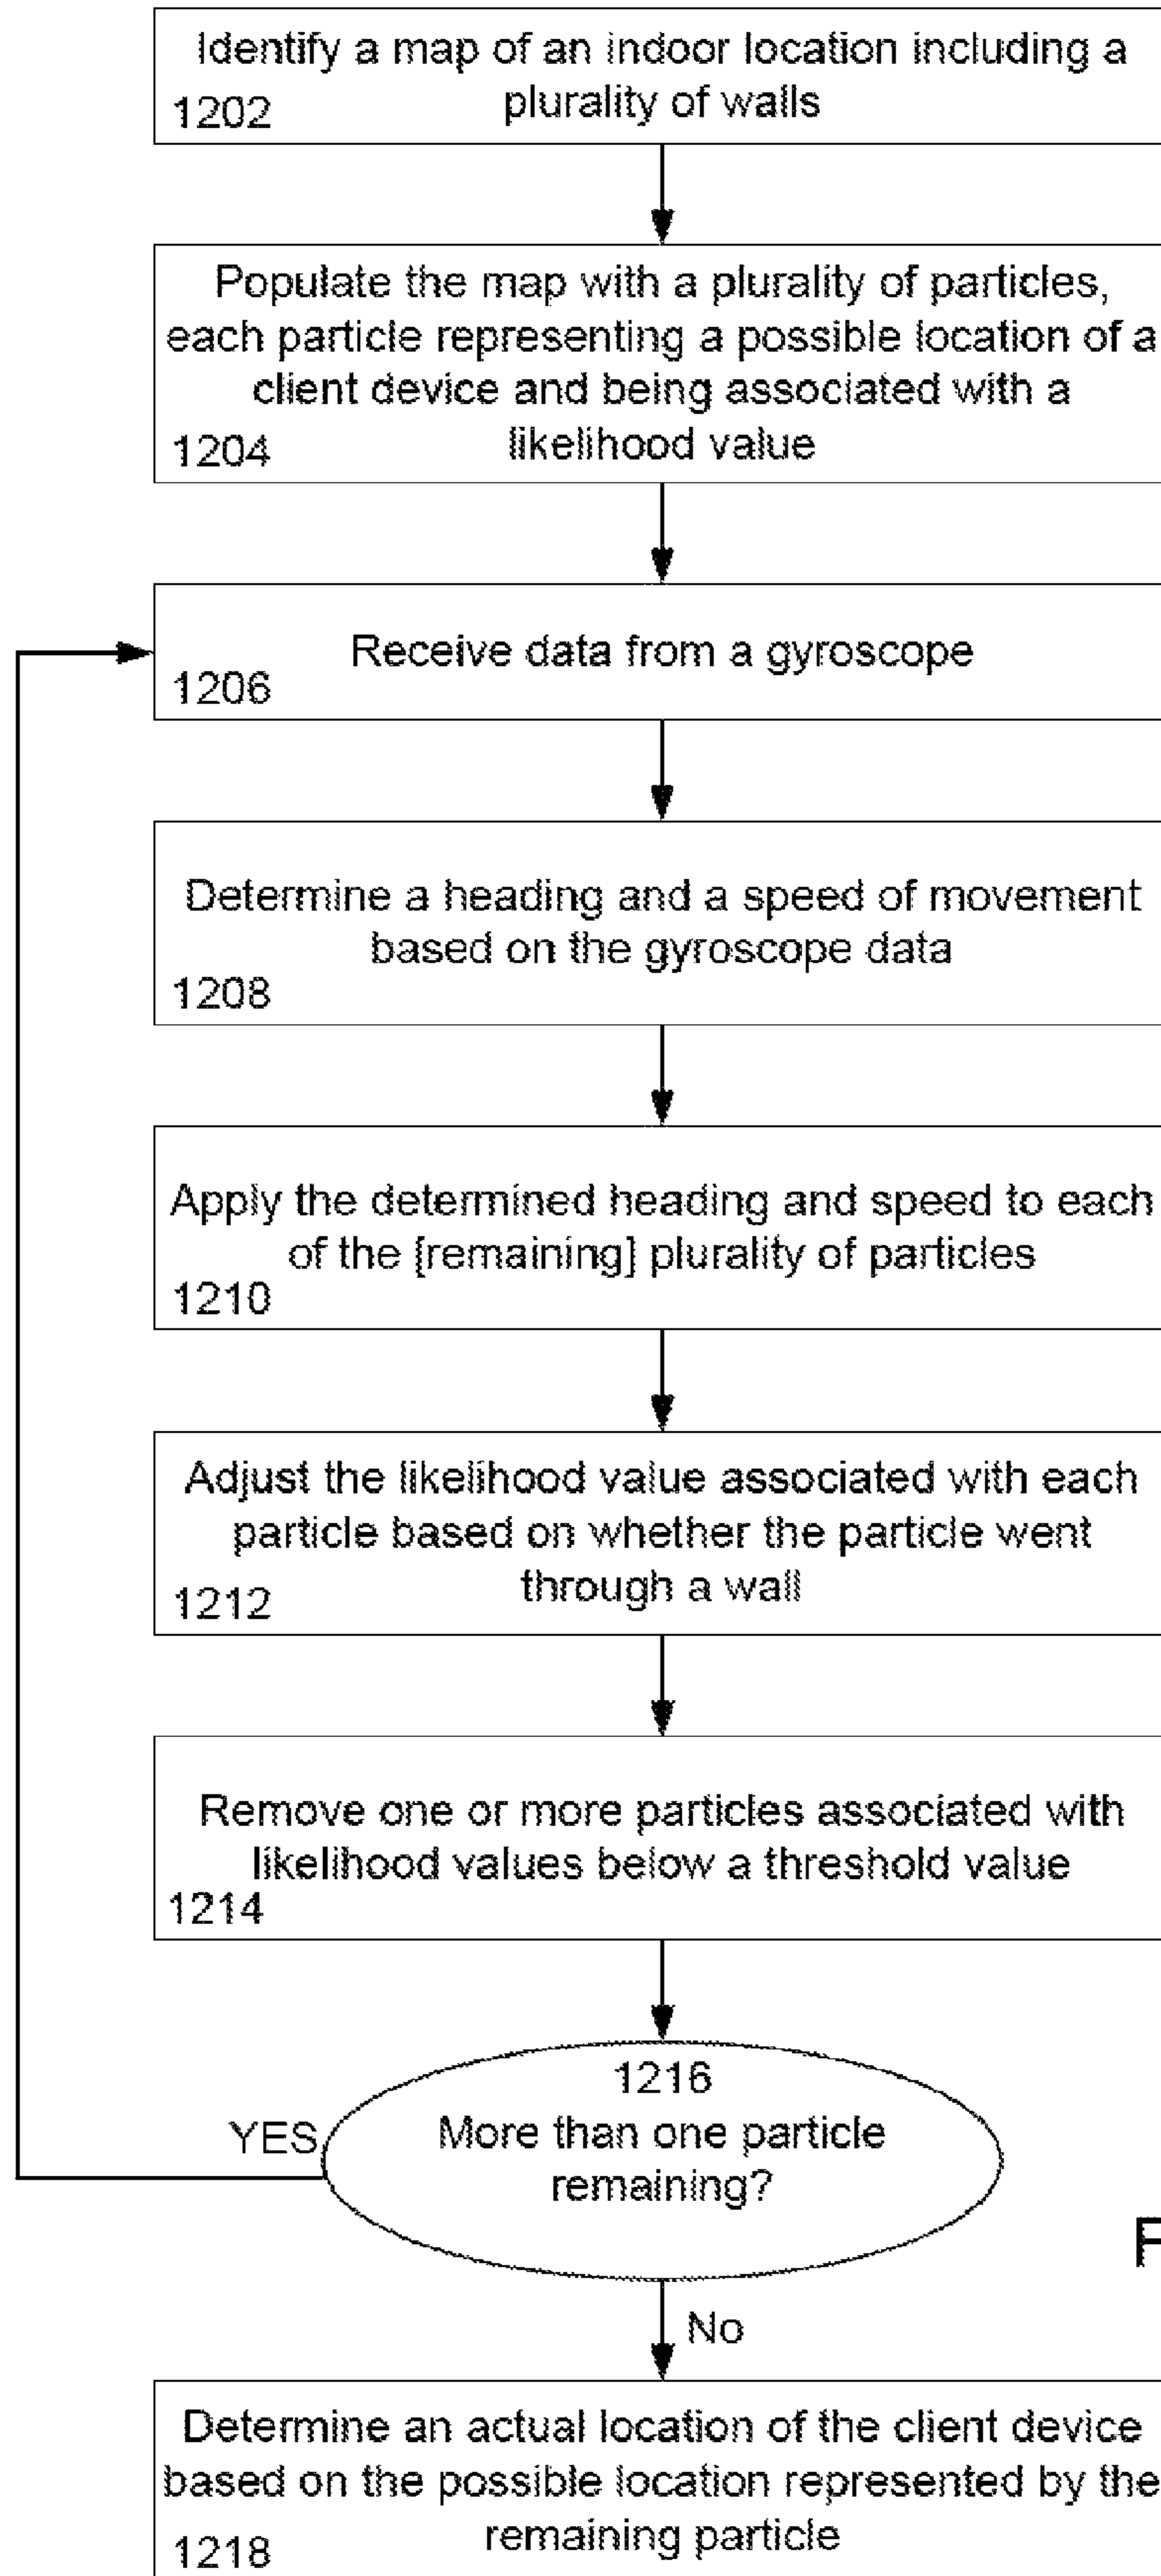 Identify a map of an indoor location including a
plurality of walls
1202
Populate the map with a plurality of particles,
each particle representing a possible location of a
client device and being associated with a
likelihood value
1204
Receive data from a gyroscope
1206
Determine a heading and a speed of movement
based on the gyroscope data
1208
Apply the determined heading and speed to each
of the [remaining] plurality of particles
1210
Adjust the likelihood value associated with each
particle based on whether the particle went
through a wall
1212
Remove one or more particles associated with
likelihood values below a threshold value
1214
1216
More than one particle
remaining?
YES
F
No
Determine an actual location of the client device
based on the possible location represented by the
remaining particle
1218